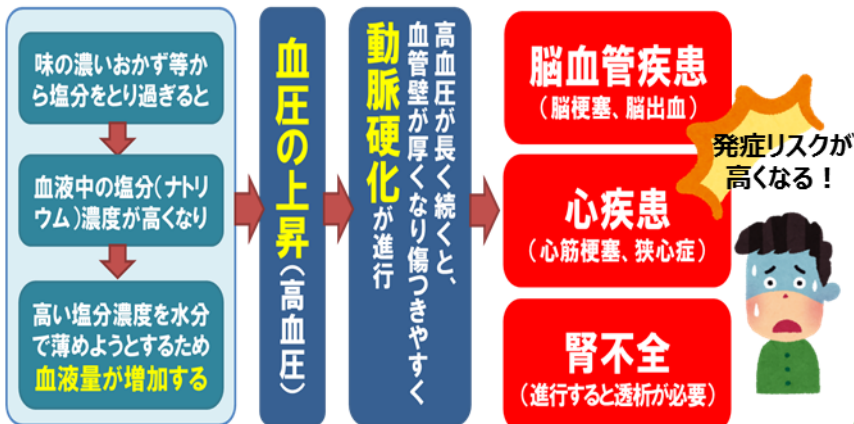 味の濃いおかず等か
ら塩分をとり過ぎると
血液中の塩分(ナトリ
ウム)濃度が高くなり
高い塩分濃度を水分
で薄めようとするため
血液量が増加する
血圧の上昇(高血圧)
高血圧が長く続くと、
血管壁が厚くなり傷つきやすく
動脈硬化が進行
脳血管疾患
(脳梗塞、脳出血)
心疾患
(心筋梗塞、狭心症)
腎不全
(進行すると透析が必要)
発症リスクが
高くなる!